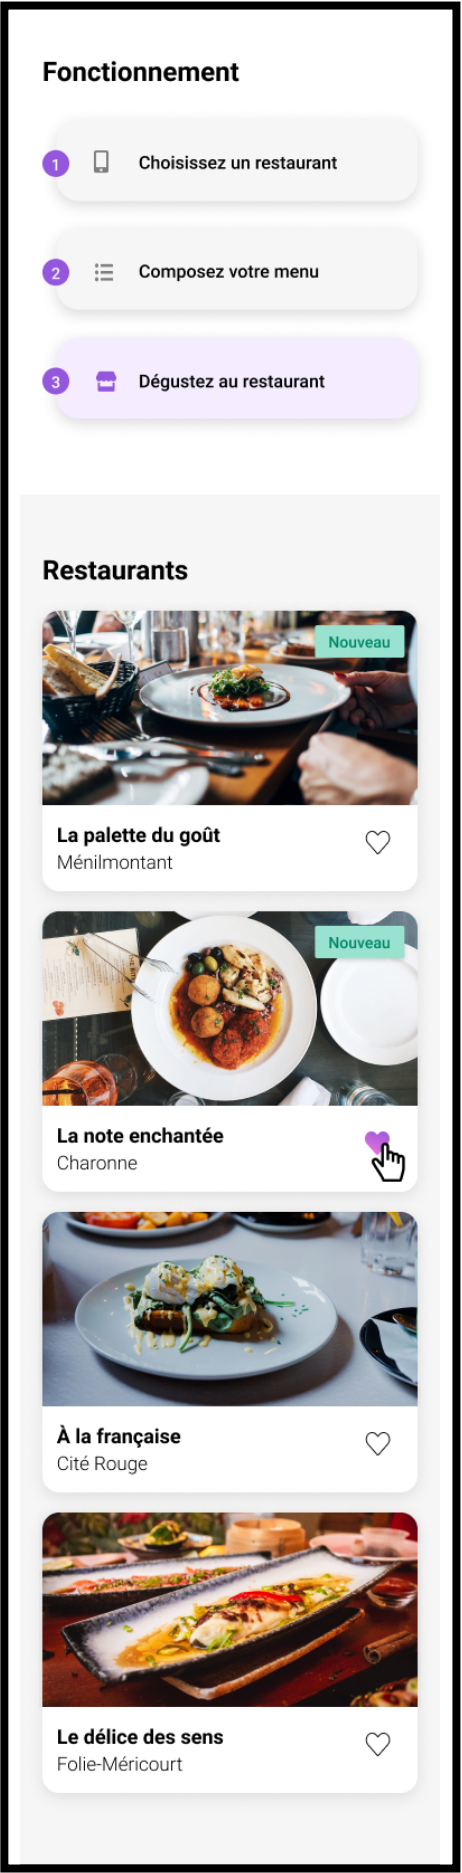 Fonctionnement
1 Choisissez un restaurant
2 Composez votre menu
3 Dégustez au restaurant
Restaurants
Nouveau
La palette du goût
Ménilmontant
Nouveau
La note enchantée
Charonne
À la française
Cité Rouge
Le délice des sens
Folie-Méricourt